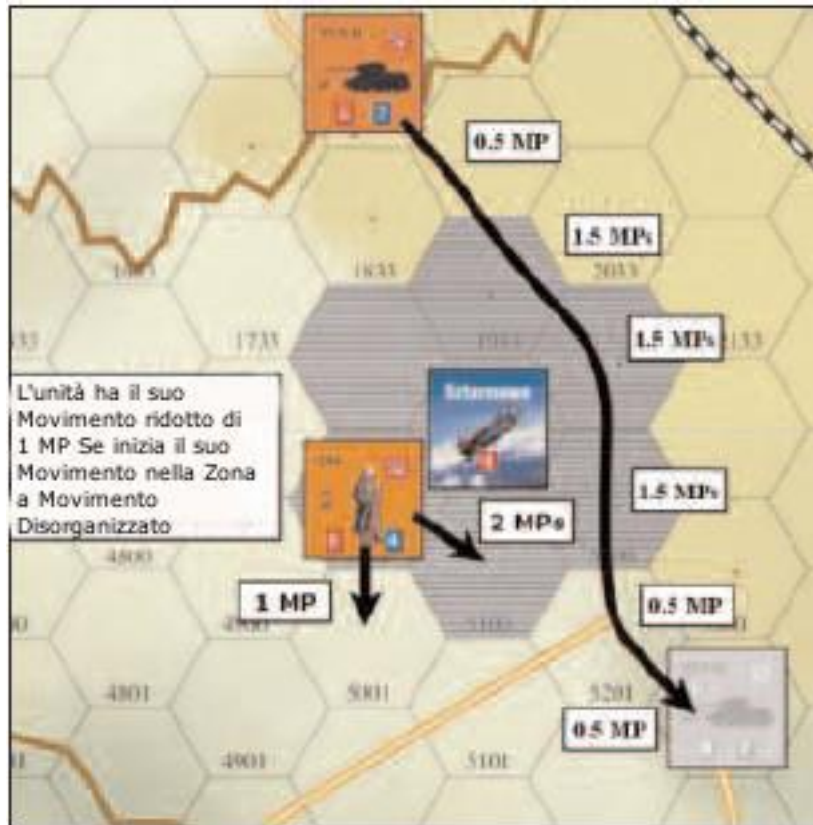 0.5 MP
1.5 MPs
1833
2033
1733
1.5 MPs
2133
L'unità ha il suo
Movimento ridotto di
1 MP Se inizia il suo
Movimento nella Zona
a Movimento
Disorganizzato
1.5 MPs
2 MPs
4800
1 MP
0.5 MP
4900
4801
5001
5201
0.5 MP
4901
5101